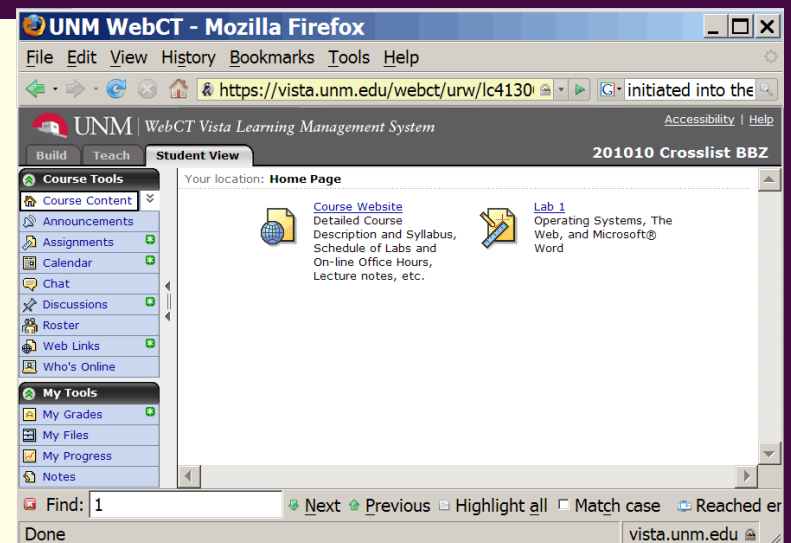 UNM WebCT - Mozilla Firefox
File Edit View History Bookmarks Tools Help
https://vista.unm.edu/webct/urw/lc4130 G initiated into the
UNM | WebCT Vista Learning Management System
Accessibility | Help
Build Teach Student View
201010 Crosslist BBZ
Course Tools
Course Content
Announcements
Assignments
Calendar
Chat
Discussions
Roster
Web Links
Who's Online
My Tools
My Grades
My Files
My Progress
Notes
Your location: Home Page
Course Website
Detailed Course
Description and Syllabus,
Schedule of Labs and
On-line Office Hours,
Lecture notes, etc.
Lab 1
Operating Systems, The
Web, and Microsoft®
Word
Find: 1 Next Previous Highlight all Match case Reached er
Done vista.unm.edu